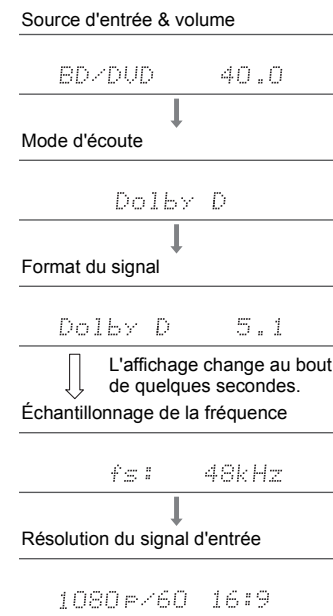 Source d'entrée & volume
BD/DVD 40.0
Mode d'écoute
Dolby D
Format du signal
Dolby D 5.1
L'affichage change au bout
de quelques secondes.
Échantillonnage de la fréquence
fs: 48kHz
Résolution du signal d'entrée
1080p/60 16:9